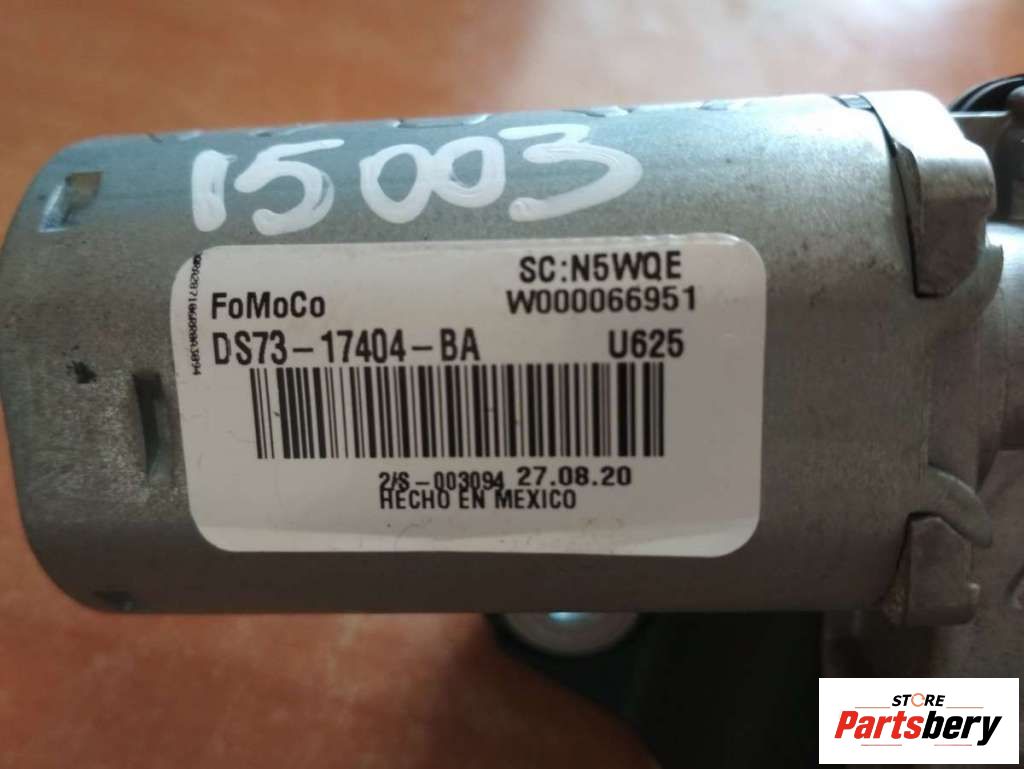 15003
SC:N5WQE
FoMoCo W000066951
DS73-17404-BA U625
2/S-003094 27.08.20
HECHO EN MEXICO
STORE
Partsbery